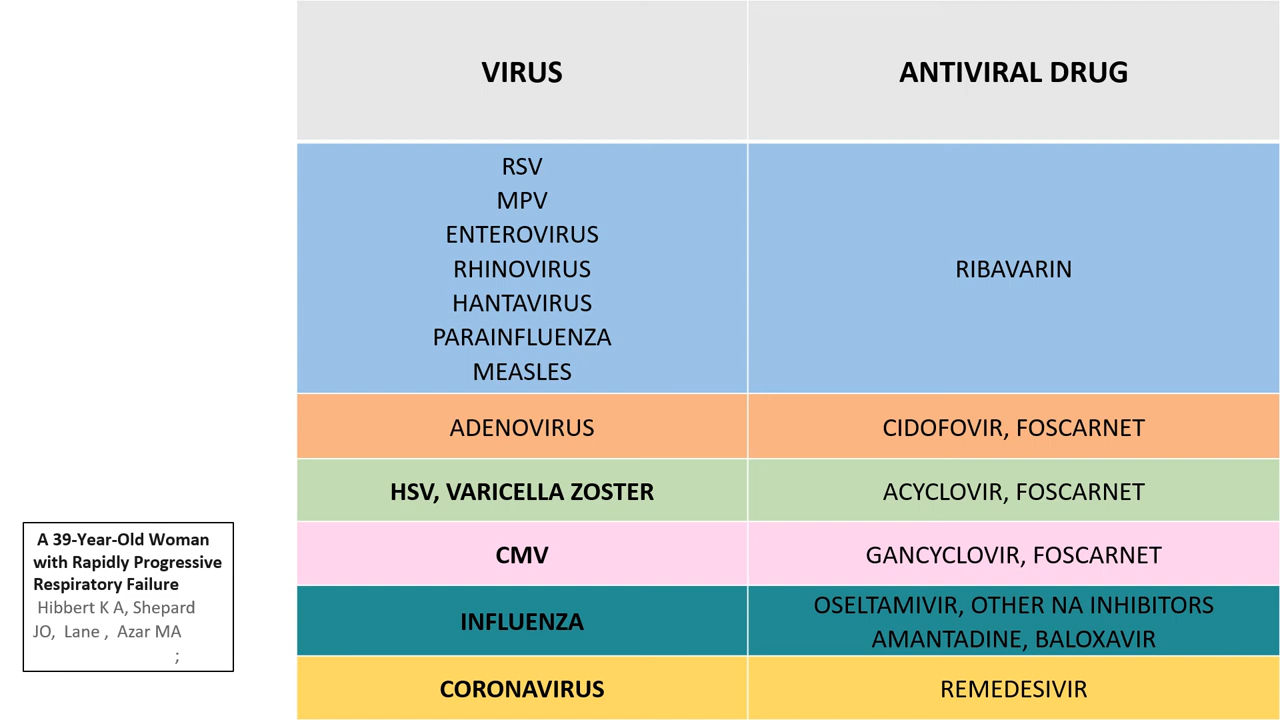 VIRUS
ANTIVIRAL DRUG
RSV
MPV
ENTEROVIRUS
RHINOVIRUS
HANTAVIRUS
PARAINFLUENZA
MEASLES
RIBAVARIN
ADENOVIRUS
CIDOFOVIR, FOSCARNET
HSV, VARICELLA ZOSTER
ACYCLOVIR, FOSCARNET
CMV
GANCYCLOVIR, FOSCARNET
INFLUENZA
OSELTAMIVIR, OTHER NA INHIBITORS
AMANTADINE, BALOXAVIR
CORONAVIRUS
REMEDESIVIR
A 39-Year-Old Woman
with Rapidly Progressive
Respiratory Failure
Hibbert K A, Shepard
JO, Lane , Azar MA
;